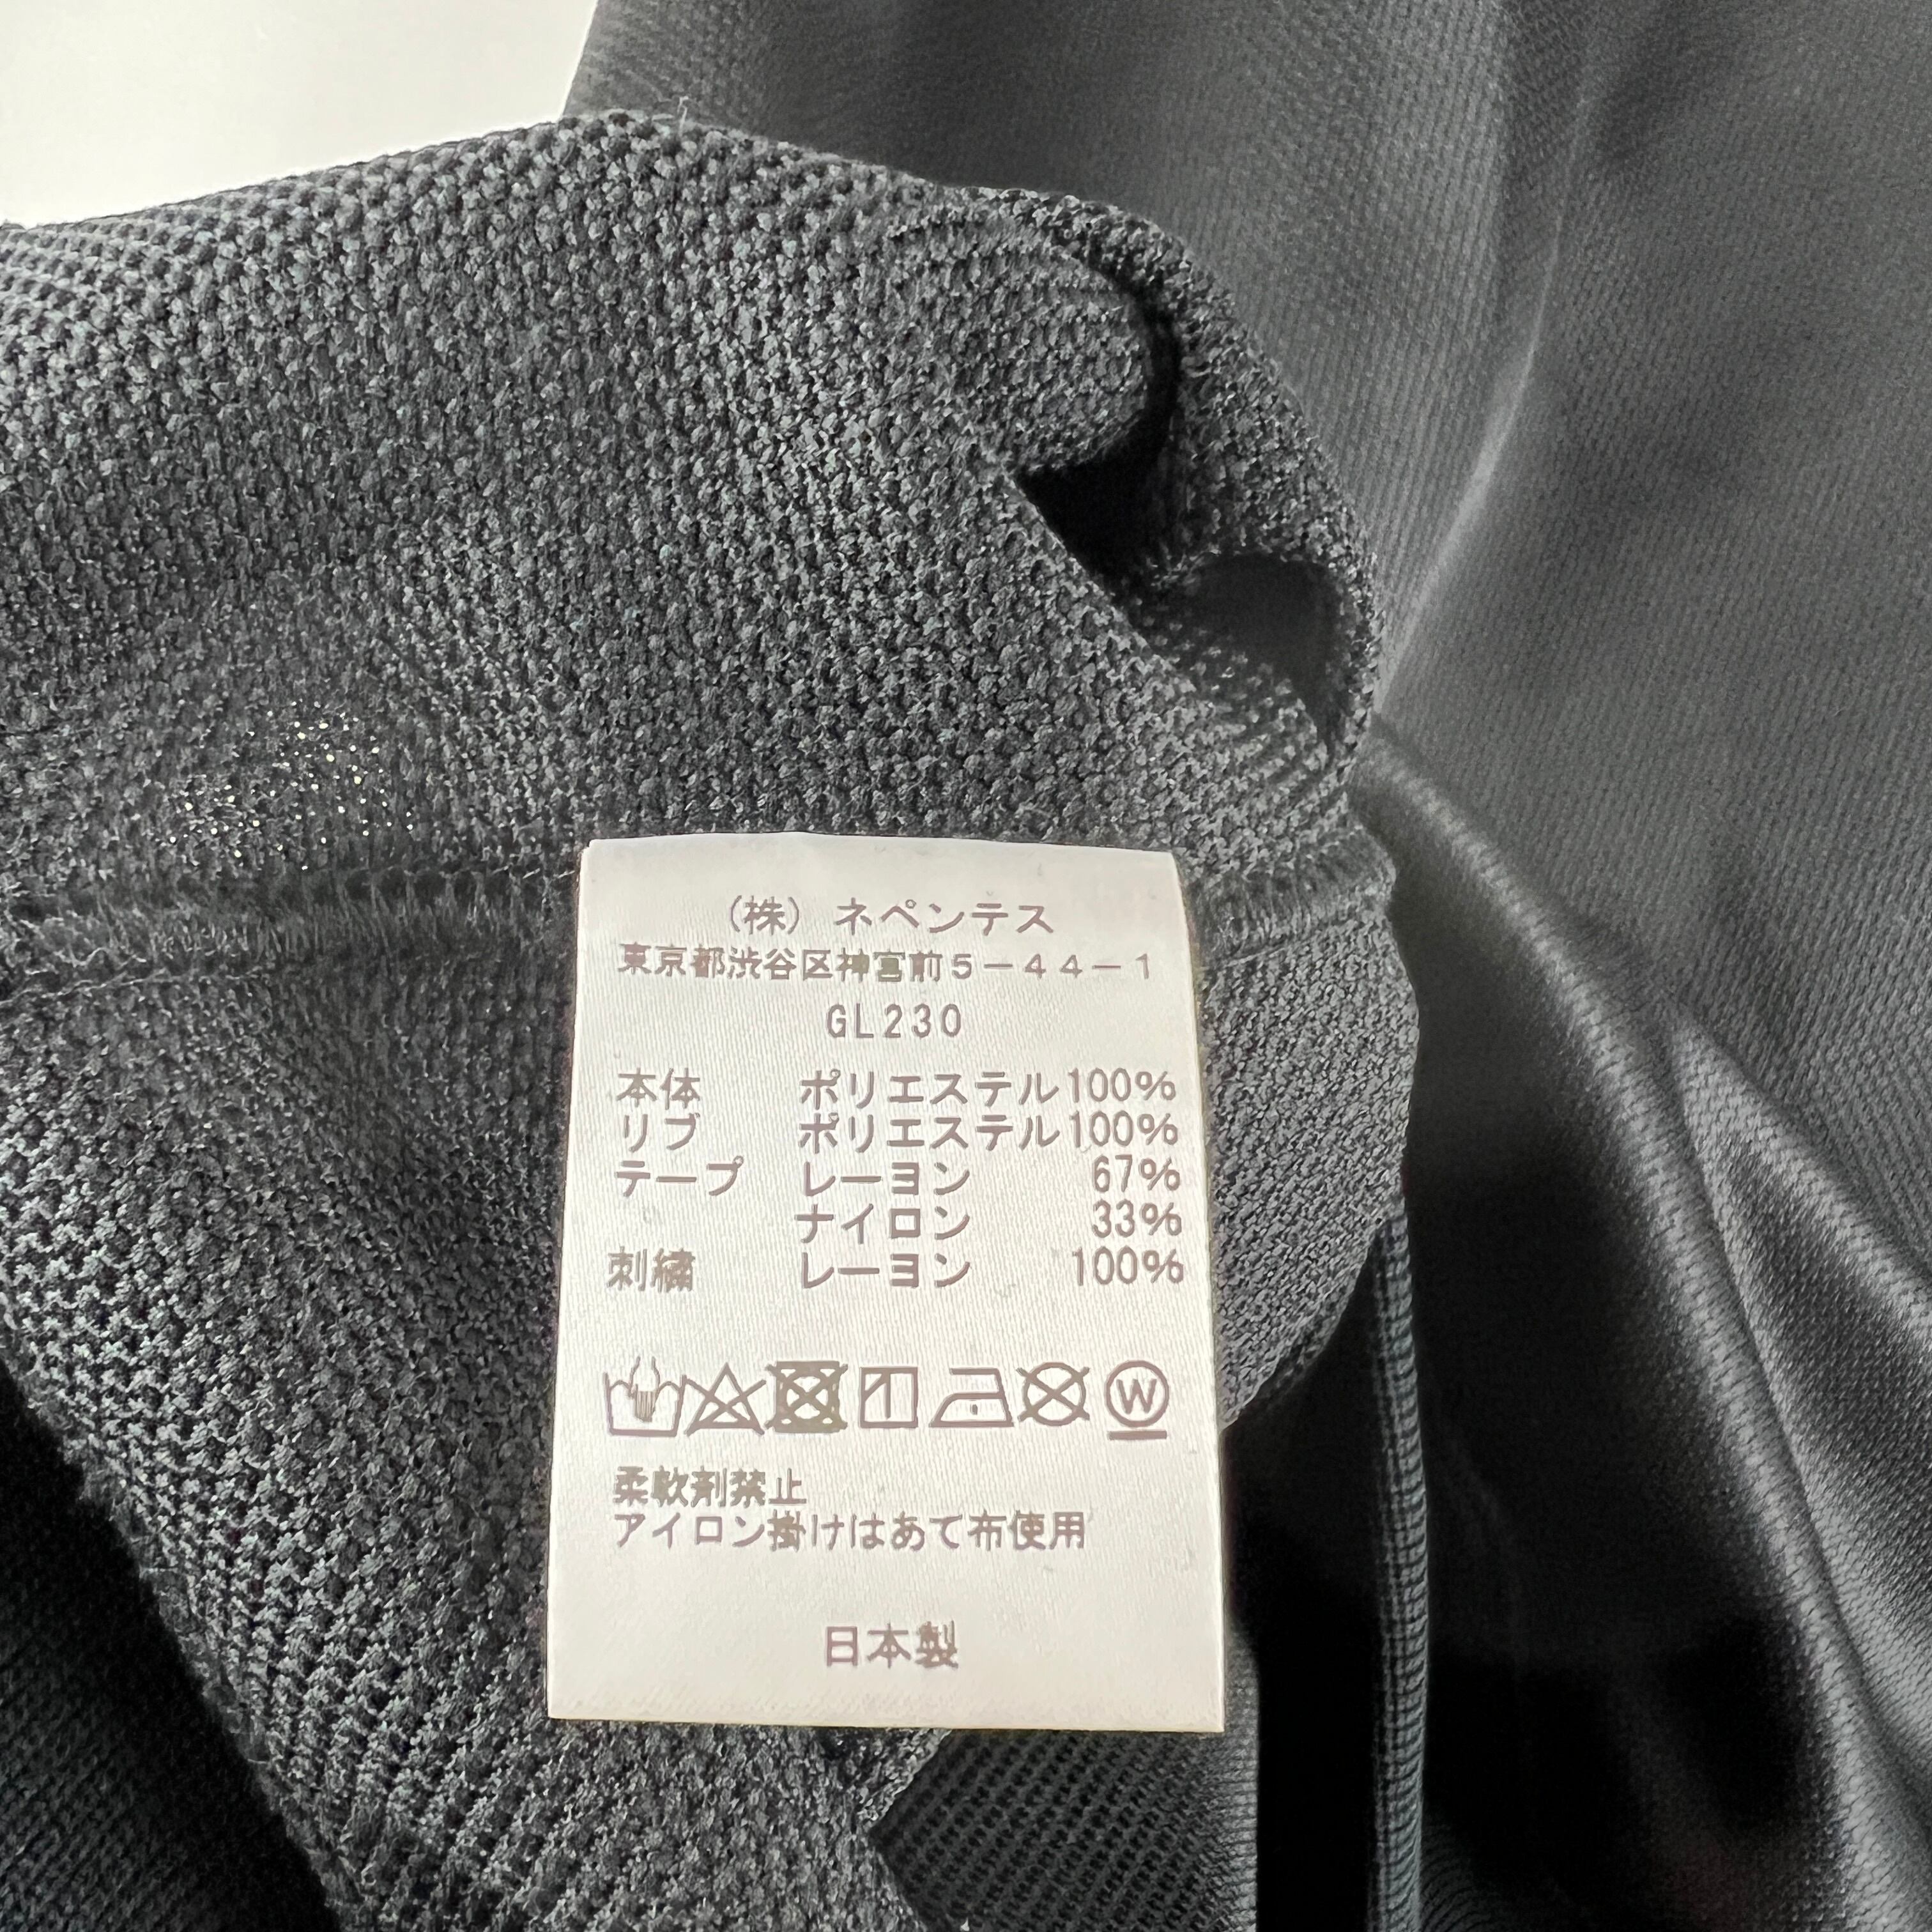 （株）ネペンテス
東京都渋谷区神宮前５－４４－１
GL230
本体 ポリエステル100%
リブ ポリエステル100%
テープ レーヨン 67%
ナイロン 33%
刺繍 レーヨン 100%
W
柔軟剤禁止
アイロン掛けはあて布使用
日本製